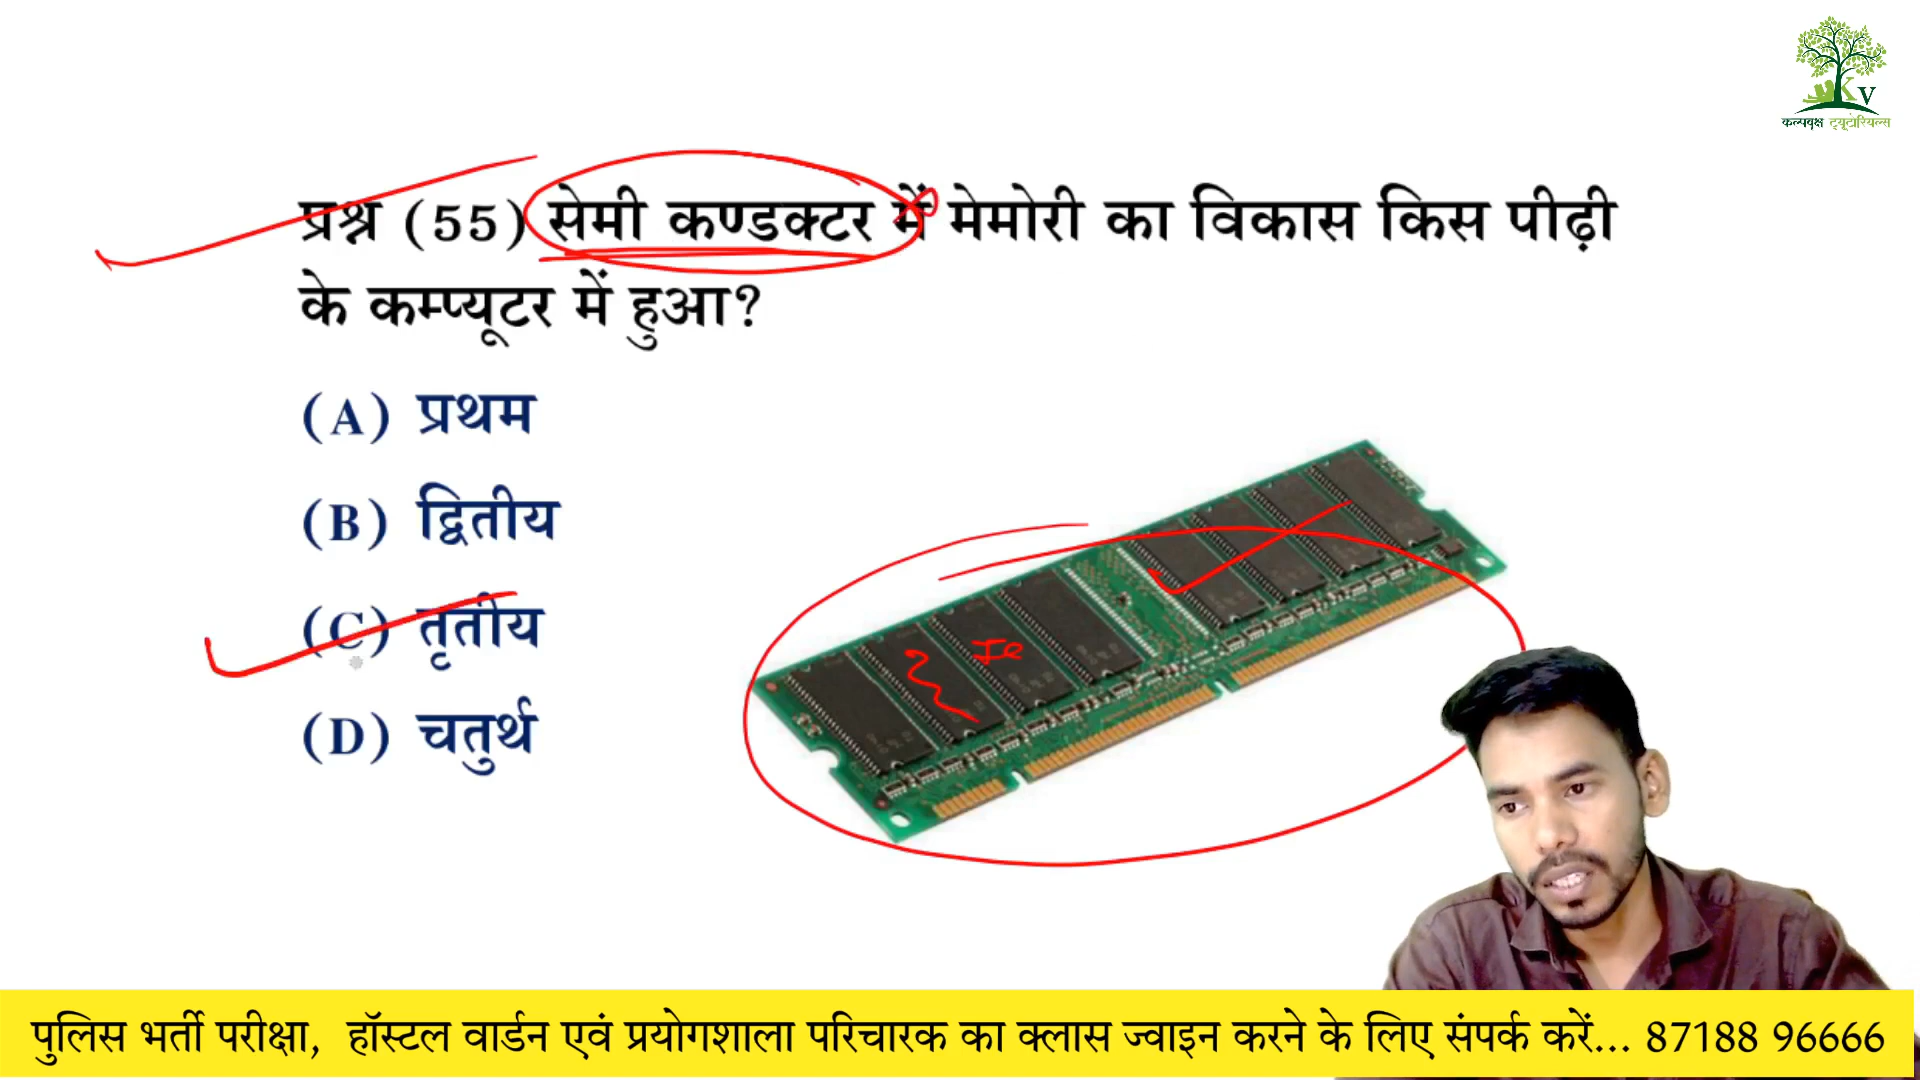 KV
कल्पवृक्ष ट्यूटोरियल्स
प्रश्न (55) सेमी कण्डक्टर में मेमोरी का विकास किस पीढ़ी
के कम्प्यूटर में हुआ?
(A) प्रथम
(B) द्वितीय
(C) तृतीय
(D) चतुर्थ
पुलिस भर्ती परीक्षा, हॉस्टल वार्डन एवं प्रयोगशाला परिचारक का क्लास ज्वाइन करने के लिए संपर्क करें... 87188 96666